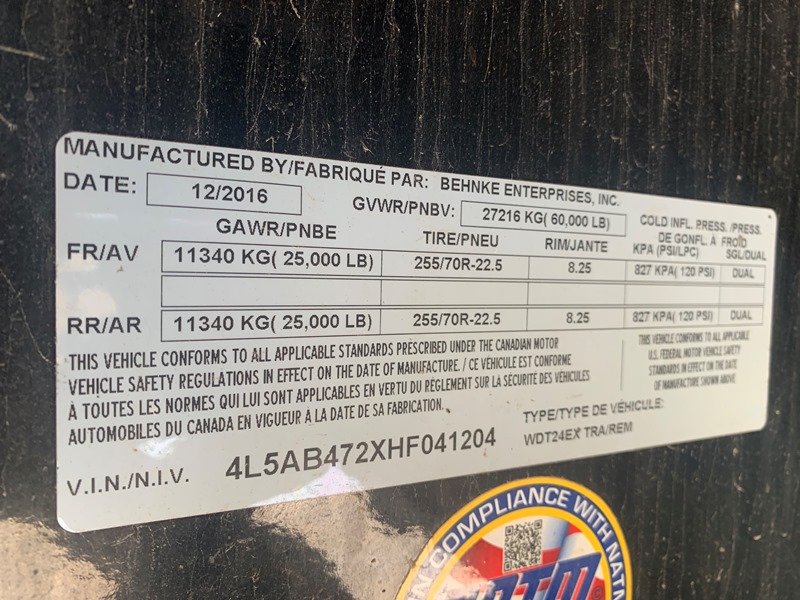 MANUFACTURED BY/FABRIQUÉ PAR: BEHNKE ENTERPRISES, INC.
DATE: 12/2016 GVWR/PNBV: 27216 KG( 60,000 LB)
COLD INFL. PRESS. /PRESS.
DE GONFL. À FROÎD
GAWR/PNBE TIRE/PNEU RIM/JANTE KPA (PSI/LPC) SGL/DUAL
FR/AV 11340 KG( 25,000 LB) 255/70R-22.5 8.25 827 KPA( 120 PSI) DUAL
RR/AR 11340 KG( 25,000 LB) 255/70R-22.5 8.25 827 KPA( 120 PSI) DUAL
THIS VEHICLE CONFORMS TO ALL APPLICABLE STANDARDS PRESCRIBED UNDER THE CANADIAN MOTOR
VEHICLE SAFETY REGULATIONS IN EFFECT ON THE DATE OF MANUFACTURE. / CE VÉHICULE EST CONFORME
À TOUTES LES NORMES QUI LUI SONT APPLICABLES EN VERTU DU RÉGLEMENT SUR LA SÉCURITÉ DES VÉHICULES
AUTOMOBILES DU CANADA EN VIGUEUR À LA DATE DE SA FABRICATION.
THIS VEHICLE CONFORMS TO ALL APPLICABLE
U.S. FEDERAL MOTOR VEHICLE SAFETY
STANDARDS IN EFFECT ON THE DATE
OF MANUFACTURE SHOWN ABOVE
V.I.N./N.I.V. 4L5AB472XHF041204
TYPE/TYPE DE VÉHICULE:
WDT24EX TRA/REM
COMPLIANCE WITH NATM